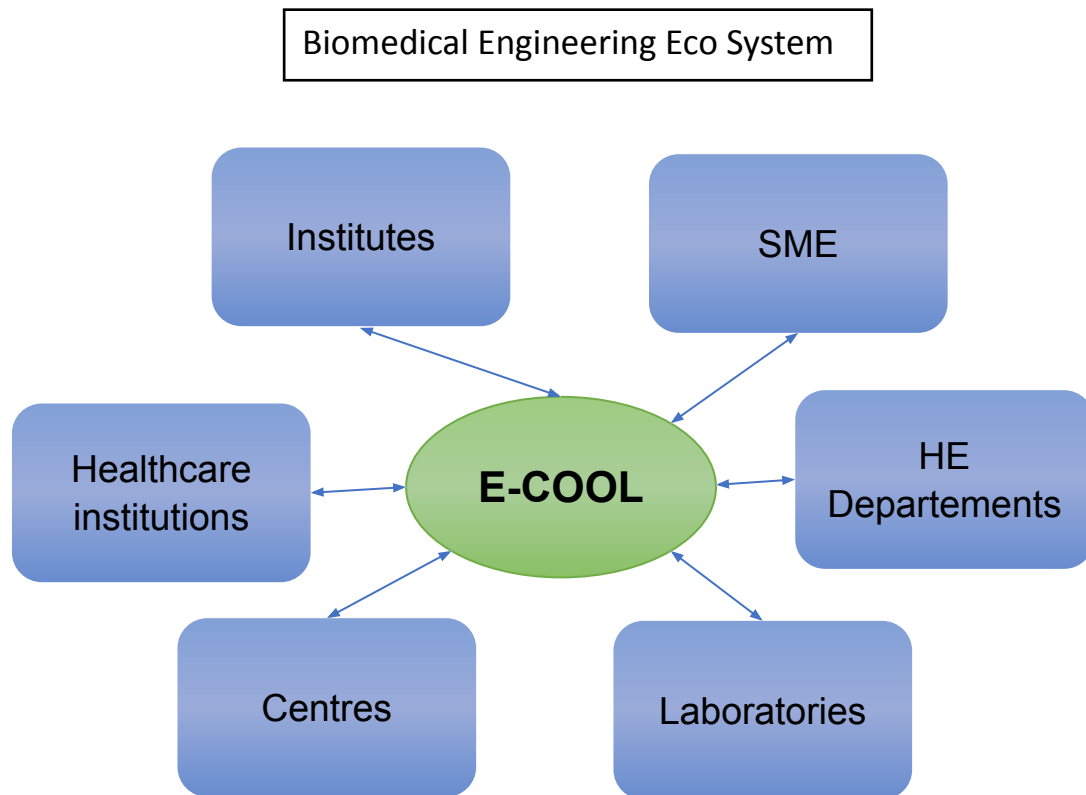 Biomedical Engineering Eco System
Institutes
SME
Healthcare
institutions
E-COOL
HE
Departements
Centres
Laboratories